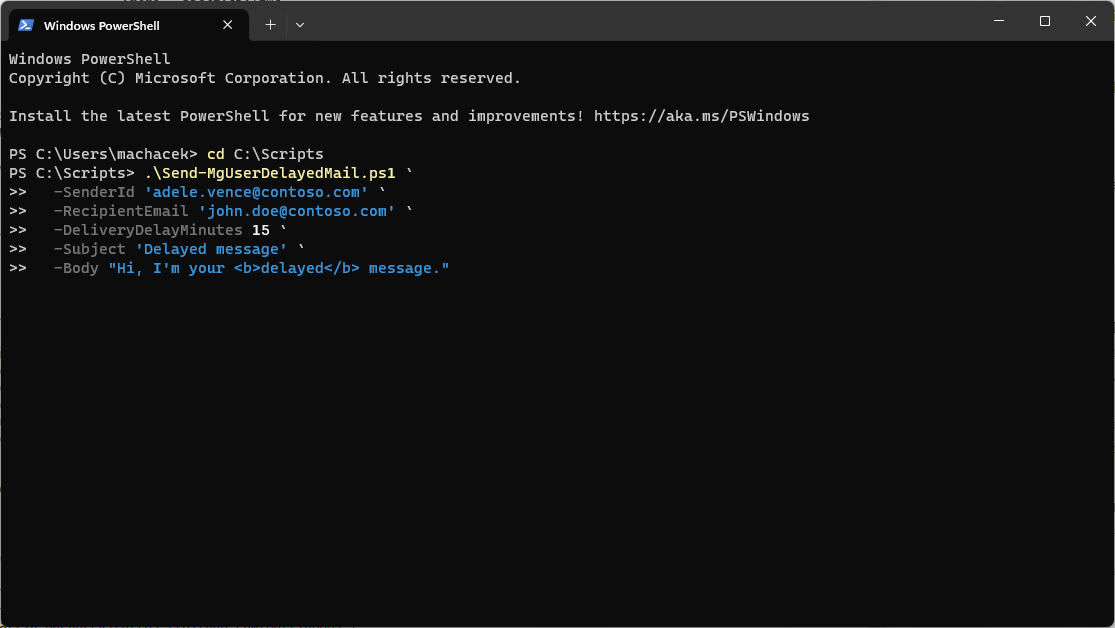 Windows PowerShell
Windows PowerShell
Copyright (C) Microsoft Corporation. All rights reserved.
Install the latest PowerShell for new features and improvements! https://aka.ms/PSWindows
PS C:\Users\machacek> cd C:\Scripts
PS C:\Scripts> .\Send-MgUserDelayedMail.ps1 `
>>   -SenderId 'adele.vence@contoso.com' `
>>   -RecipientEmail 'john.doe@contoso.com' `
>>   -DeliveryDelayMinutes 15 `
>>   -Subject 'Delayed message' `
>>   -Body "Hi, I'm your <b>delayed</b> message."